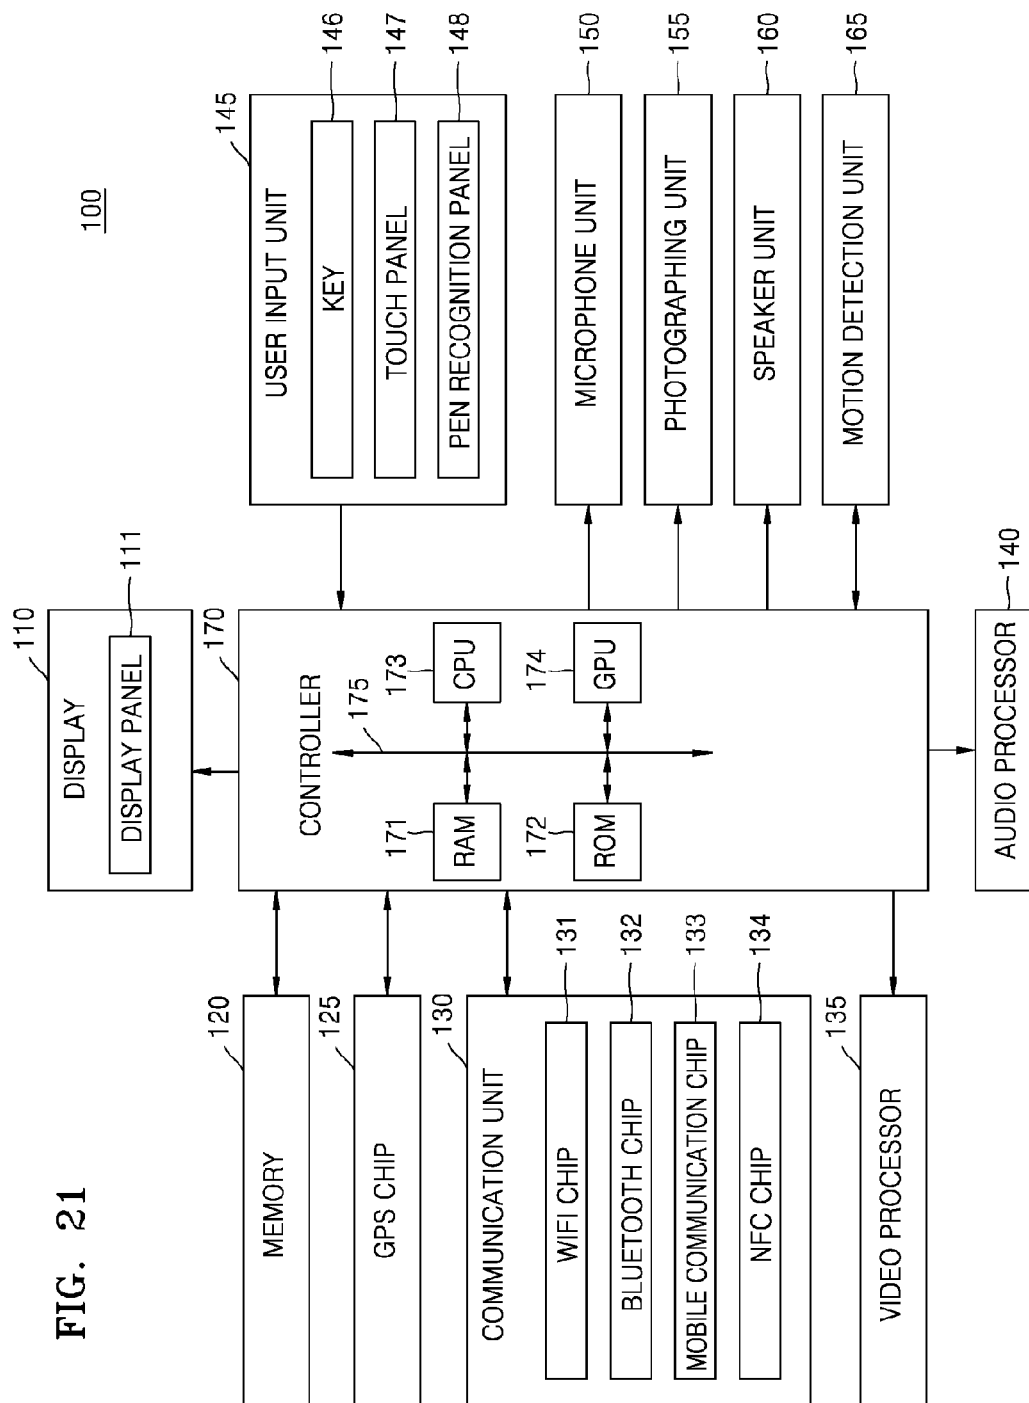 FIG. 21
100
110
DISPLAY
DISPLAY PANEL
111
120
MEMORY
125
GPS CHIP
130
COMMUNICATION UNIT
WIFI CHIP
131
BLUETOOTH CHIP
132
MOBILE COMMUNICATION CHIP
133
NFC CHIP
134
135
VIDEO PROCESSOR
170
CONTROLLER
175
171
RAM
173
CPU
172
ROM
174
GPU
AUDIO PROCESSOR
140
145
USER INPUT UNIT
KEY
146
TOUCH PANEL
147
PEN RECOGNITION PANEL
148
MICROPHONE UNIT
150
PHOTOGRAPHING UNIT
155
SPEAKER UNIT
160
MOTION DETECTION UNIT
165